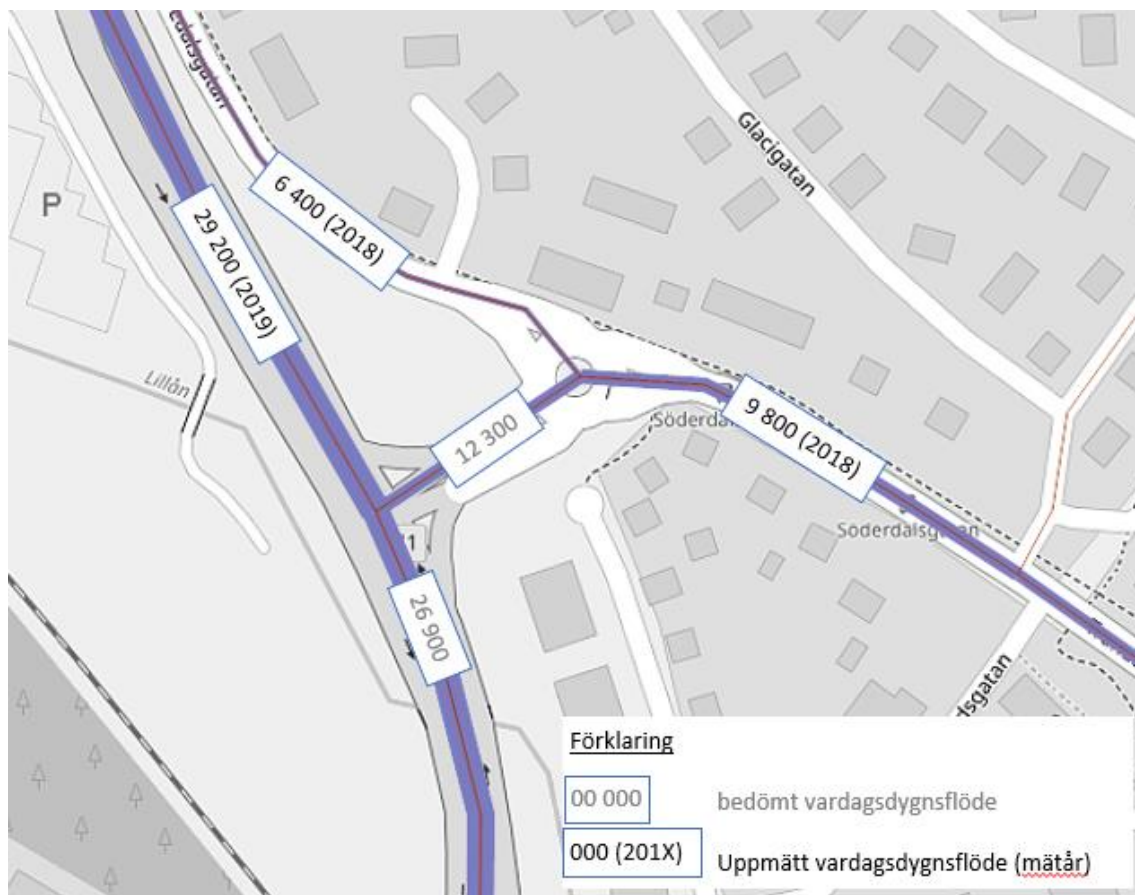 Glacigatan
6 400 (2018)
P
29 200 (2019)
Lillån
12 300
9 800 (2018)
Söderdalsgatan
26 900
Förklaring
00 000
bedömt vardagsdygnsflöde
000 (201X)
Uppmätt vardagsdygnsflöde (mätår)